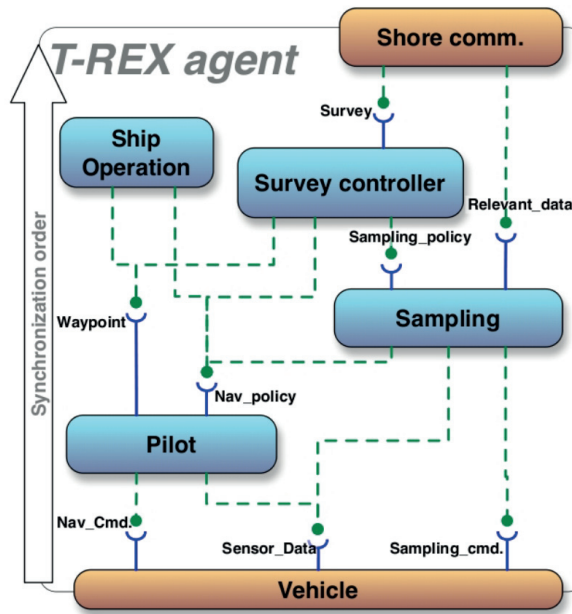 Shore comm.
T-REX agent
Survey
Ship
Operation
Survey controller
Relevant_data
Sampling_policy
Sampling
Waypoint
Synchronization order
Nav_policy
Pilot
Nav_Cmd.
Sensor_Data
Sampling_cmd.
Vehicle